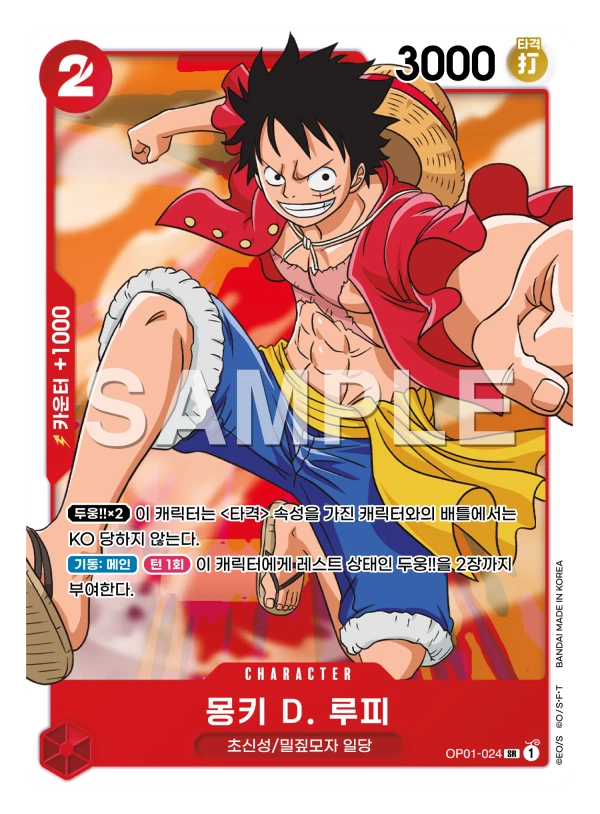 2
3000
타격
打
⚡카운터 +1000
SAMPLE
두웅!!×2 이 캐릭터는 <타격> 속성을 가진 캐릭터와의 배틀에서는
KO 당하지 않는다.
기동: 메인 턴 1회 이 캐릭터에게 레스트 상태인 두웅!!을 2장까지
부여한다.
CHARACTER
몽키 D. 루피
초신성/밀짚모자 일당
OP01-024 SR 1
©EO/S ©O/S·F·T BANDAI MADE IN KOREA